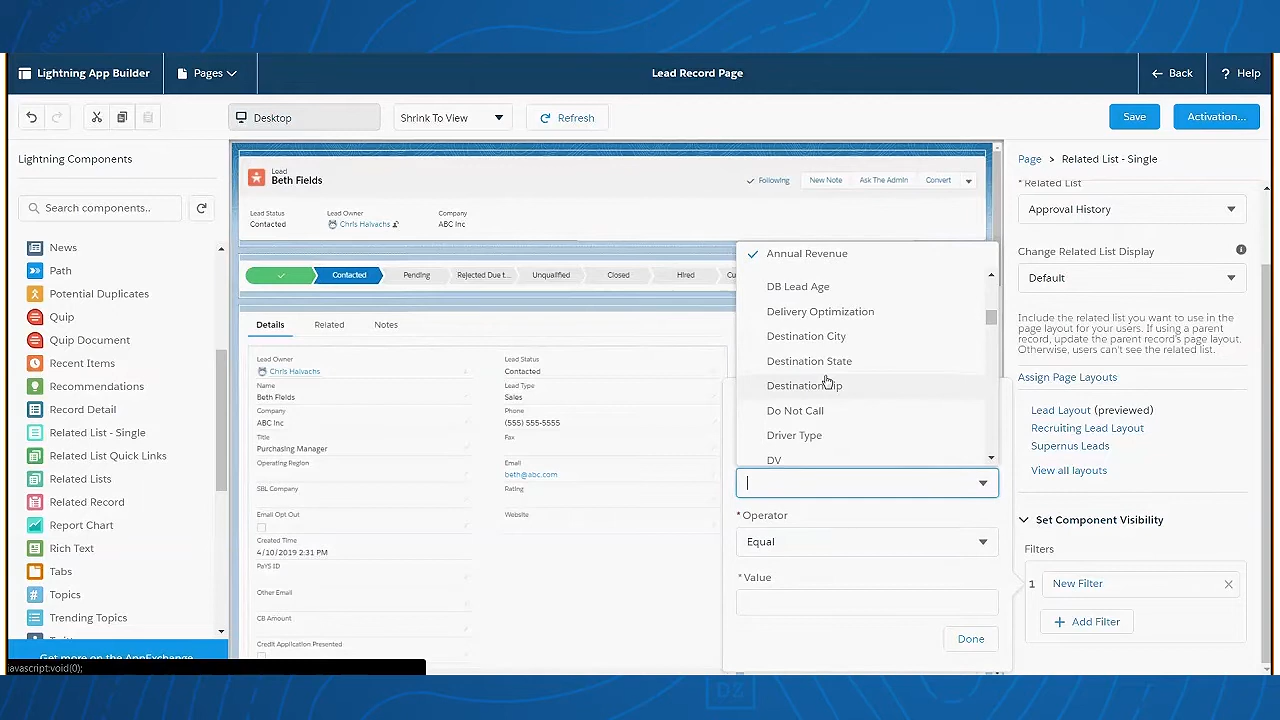 Lightning App Builder
Pages
Lead Record Page
Back
? Help
Desktop
Shrink To View
Refresh
Save
Activation...
Lightning Components
Search components..
News
Path
Potential Duplicates
Quip
Quip Document
Recent Items
Recommendations
Record Detail
Related List - Single
Related List Quick Links
Related Lists
Related Record
Report Chart
Rich Text
Tabs
Topics
Trending Topics
Get more on the AppExchange
javascript:void(0);
Lead
Beth Fields
Following
New Note
Ask The Admin
Convert
Lead Status
Contacted
Lead Owner
Chris Halvachs
Company
ABC Inc
Contacted
Pending
Rejected Due t...
Unqualified
Closed
Hired
Cu
Details
Related
Notes
Lead Owner
Chris Halvachs
Name
Beth Fields
Company
ABC Inc
Title
Purchasing Manager
Operating Region
SBL Company
Email Opt Out
Created Time
4/10/2019 2:31 PM
PaYS ID
Other Email
CB Amount
Credit Application Presented
Lead Status
Contacted
Lead Type
Sales
Phone
(555) 555-5555
Fax
Email
beth@abc.com
Rating
Website
Annual Revenue
DB Lead Age
Delivery Optimization
Destination City
Destination State
Do Not Call
Driver Type
DV
* Operator
Equal
* Value
Done
Page > Related List - Single
* Related List
Approval History
Change Related List Display
Default
Include the related list you want to use in the
page layout for your users. If using a parent
record, update the parent record's page layout.
Otherwise, users can't see the related list.
Assign Page Layouts
Lead Layout (previewed)
Recruiting Lead Layout
Supernus Leads
View all layouts
Set Component Visibility
Filters
1 New Filter
+ Add Filter